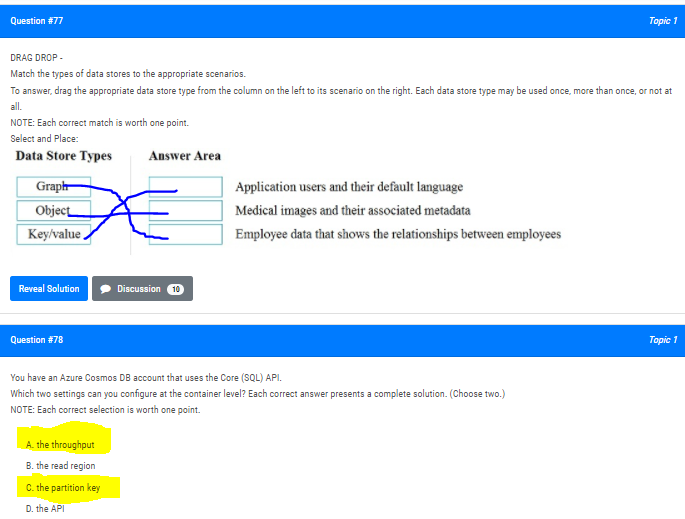 Question #77
Topic 1
DRAG DROP -
Match the types of data stores to the appropriate scenarios.
To answer, drag the appropriate data store type from the column on the left to its scenario on the right. Each data store type may be used once, more than once, or not at
all.
NOTE: Each correct match is worth one point.
Select and Place:
Data Store Types
Answer Area
Graph
Application users and their default language
Object
Medical images and their associated metadata
Key/value
Employee data that shows the relationships between employees
Reveal Solution
Discussion 10
Question #78
Topic 1
You have an Azure Cosmos DB account that uses the Core (SQL) API.
Which two settings can you configure at the container level? Each correct answer presents a complete solution. (Choose two.)
NOTE: Each correct selection is worth one point.
A. the throughput
B. the read region
C. the partition key
D. the API